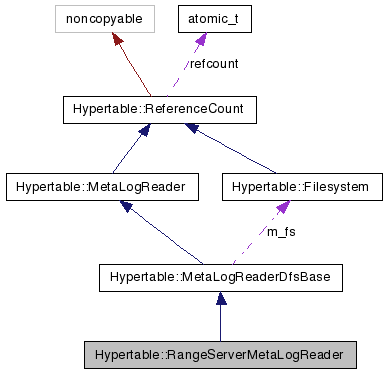 noncopyable
atomic_t
refcount
Hypertable::ReferenceCount
Hypertable::MetaLogReader
Hypertable::Filesystem
m_fs
Hypertable::MetaLogReaderDfsBase
Hypertable::RangeServerMetaLogReader